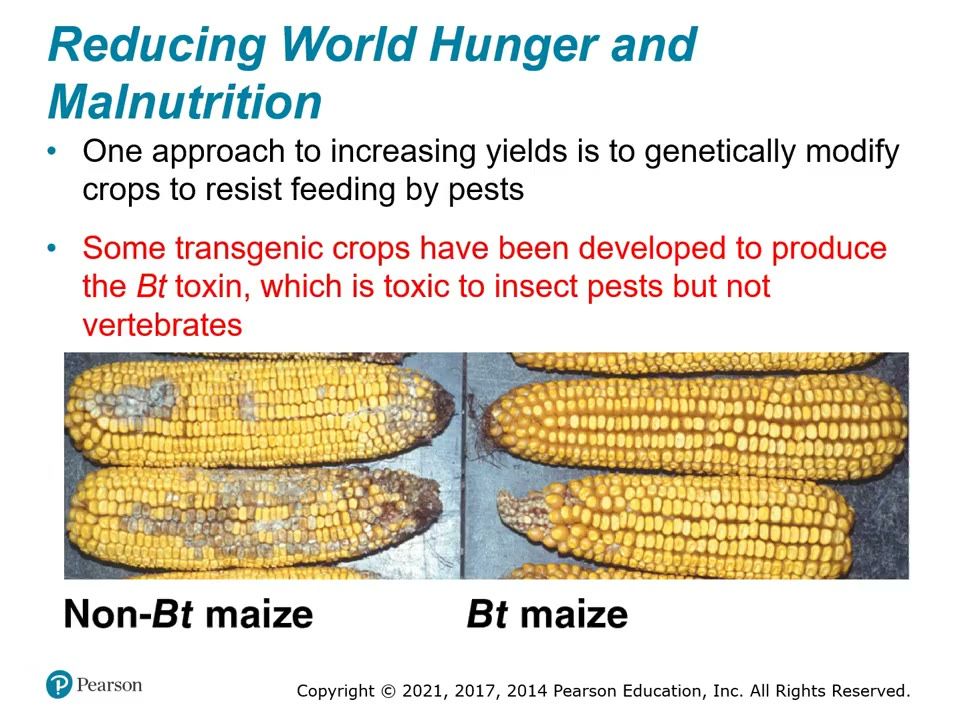 Reducing World Hunger and
Malnutrition
• One approach to increasing yields is to genetically modify
crops to resist feeding by pests
• Some transgenic crops have been developed to produce
the Bt toxin, which is toxic to insect pests but not
vertebrates
Non-Bt maize
Bt maize
P Pearson
Copyright © 2021, 2017, 2014 Pearson Education, Inc. All Rights Reserved.